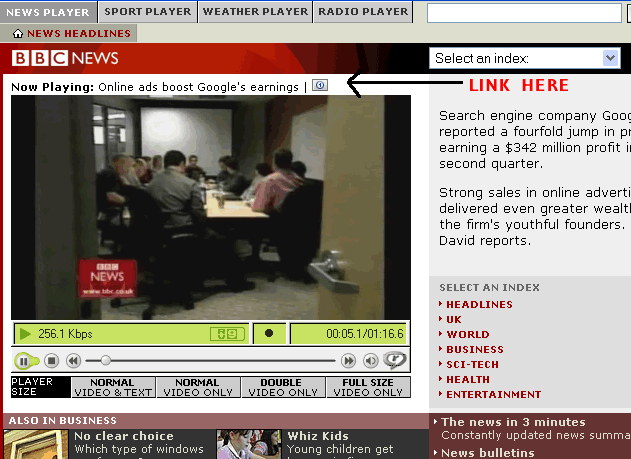 NEWS PLAYER SPORT PLAYER WEATHER PLAYER RADIO PLAYER
NEWS HEADLINES
BBC NEWS
Select an index:
Now Playing: Online ads boost Google's earnings |
LINK HERE
Search engine company Goog
reported a fourfold jump in pr
earning a $342 million profit in
second quarter.
Strong sales in online adverti
delivered even greater wealt
the firm's youthful founders.
David reports.
BBC
NEWS
www.bbc.co.uk
256.1 Kbps
00:05.1/01:16.6
PLAYER SIZE
NORMAL VIDEO & TEXT
NORMAL VIDEO ONLY
DOUBLE VIDEO ONLY
FULL SIZE VIDEO ONLY
SELECT AN INDEX
HEADLINES
UK
WORLD
BUSINESS
SCI-TECH
HEALTH
ENTERTAINMENT
ALSO IN BUSINESS
No clear choice
Which type of windows
Whiz Kids
Young children get
The news in 3 minutes
Constantly updated news summa
News bulletins